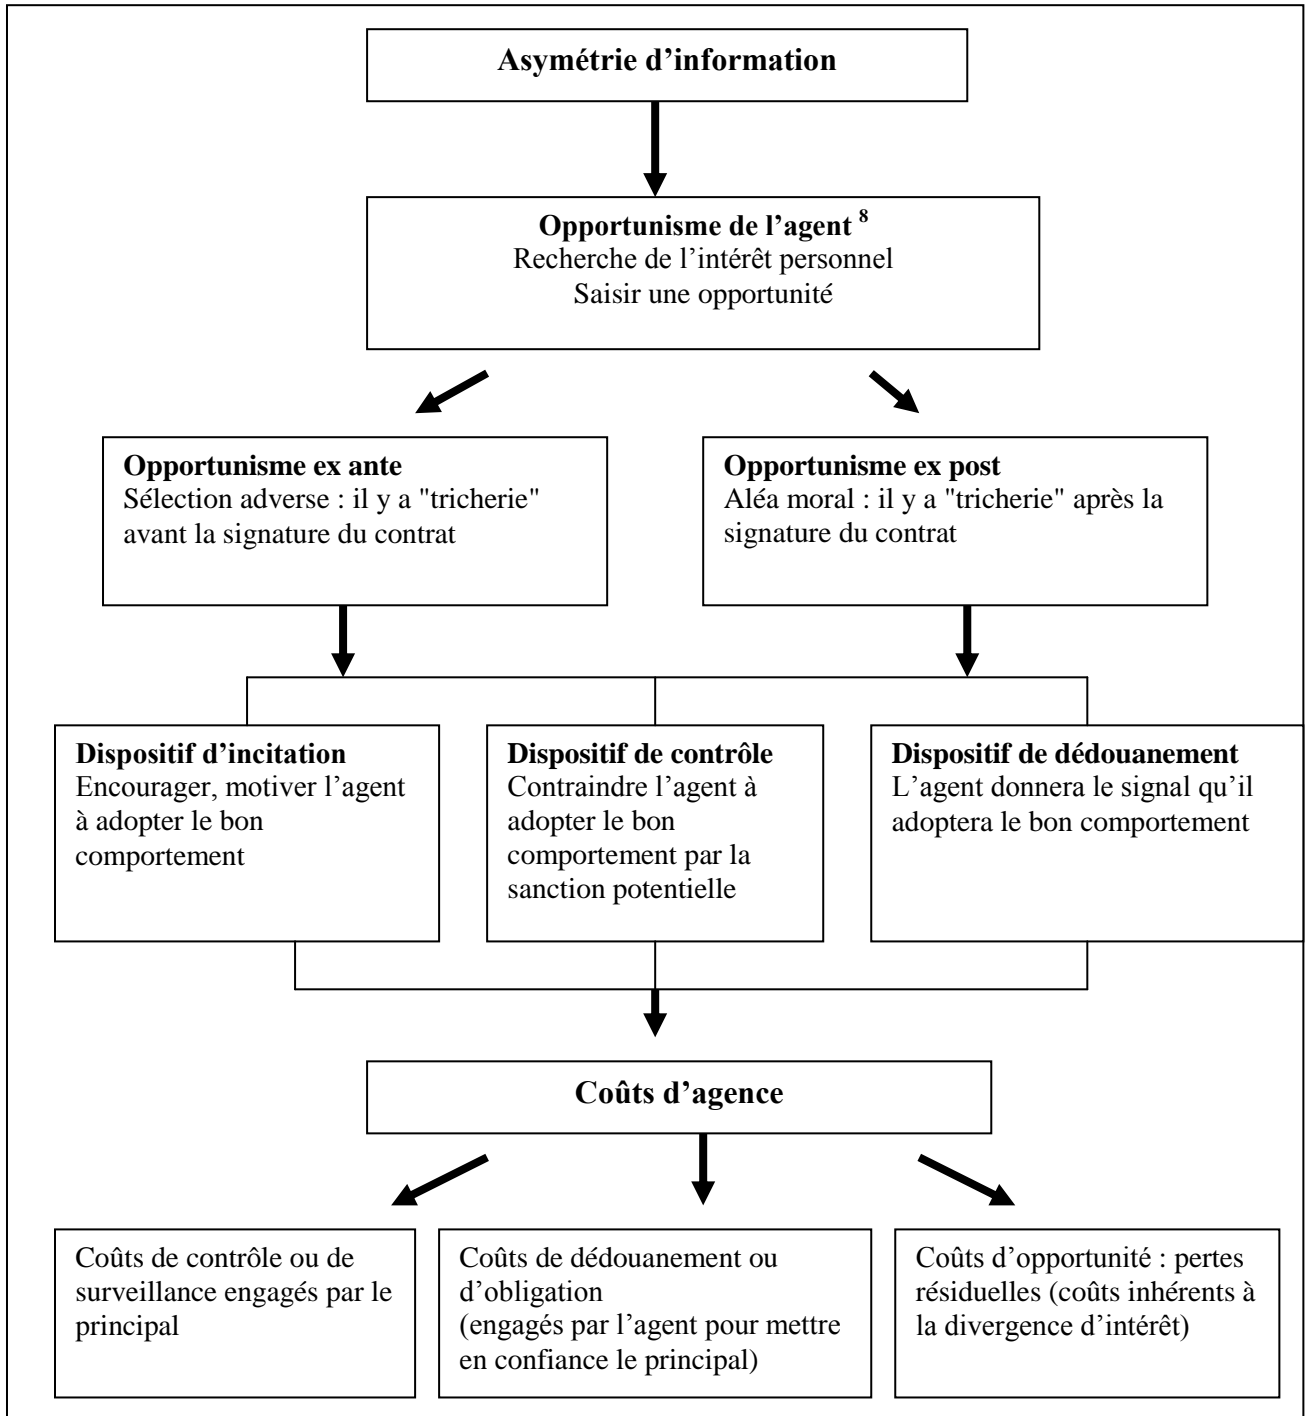 Asymétrie d’information
Opportunisme de l’agent 8
Recherche de l’intérêt personnel
Saisir une opportunité
Opportunisme ex ante
Sélection adverse : il y a "tricherie"
avant la signature du contrat
Opportunisme ex post
Aléa moral : il y a "tricherie" après la
signature du contrat
Dispositif d’incitation
Encourager, motiver l’agent
à adopter le bon
comportement
Dispositif de contrôle
Contraindre l’agent à
adopter le bon
comportement par la
sanction potentielle
Dispositif de dédouanement
L’agent donnera le signal qu’il
adoptera le bon comportement
Coûts d’agence
Coûts de contrôle ou de
surveillance engagés par le
principal
Coûts de dédouanement ou
d’obligation
(engagés par l’agent pour mettre
en confiance le principal)
Coûts d’opportunité : pertes
résiduelles (coûts inhérents à
la divergence d’intérêt)